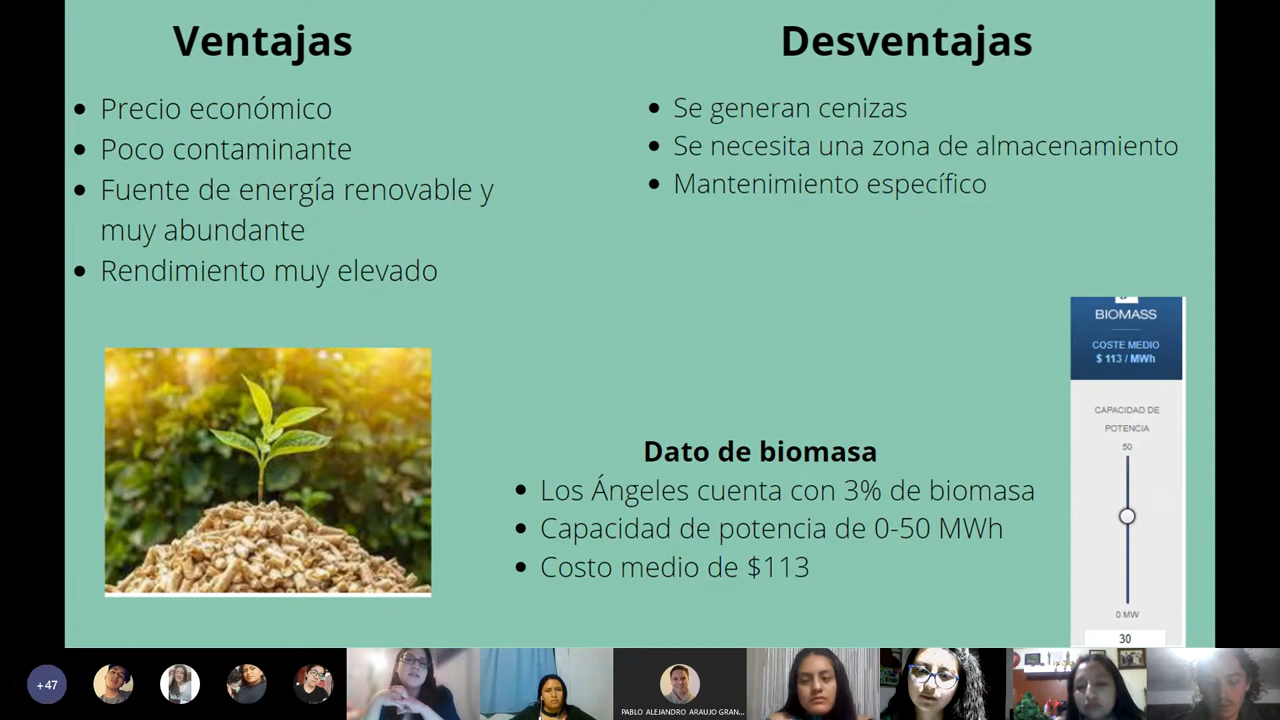 Ventajas
Precio económico
Poco contaminante
Fuente de energía renovable y
muy abundante
Rendimiento muy elevado
Desventajas
Se generan cenizas
Se necesita una zona de almacenamiento
Mantenimiento específico
Dato de biomasa
Los Ángeles cuenta con 3% de biomasa
Capacidad de potencia de 0-50 MWh
Costo medio de $113
BIOMASS
COSTE MEDIO
$ 113 / MWh
CAPACIDAD DE
POTENCIA
50
0 MW
30
+47
PABLO ALEJANDRO ARAUJO GRAN...